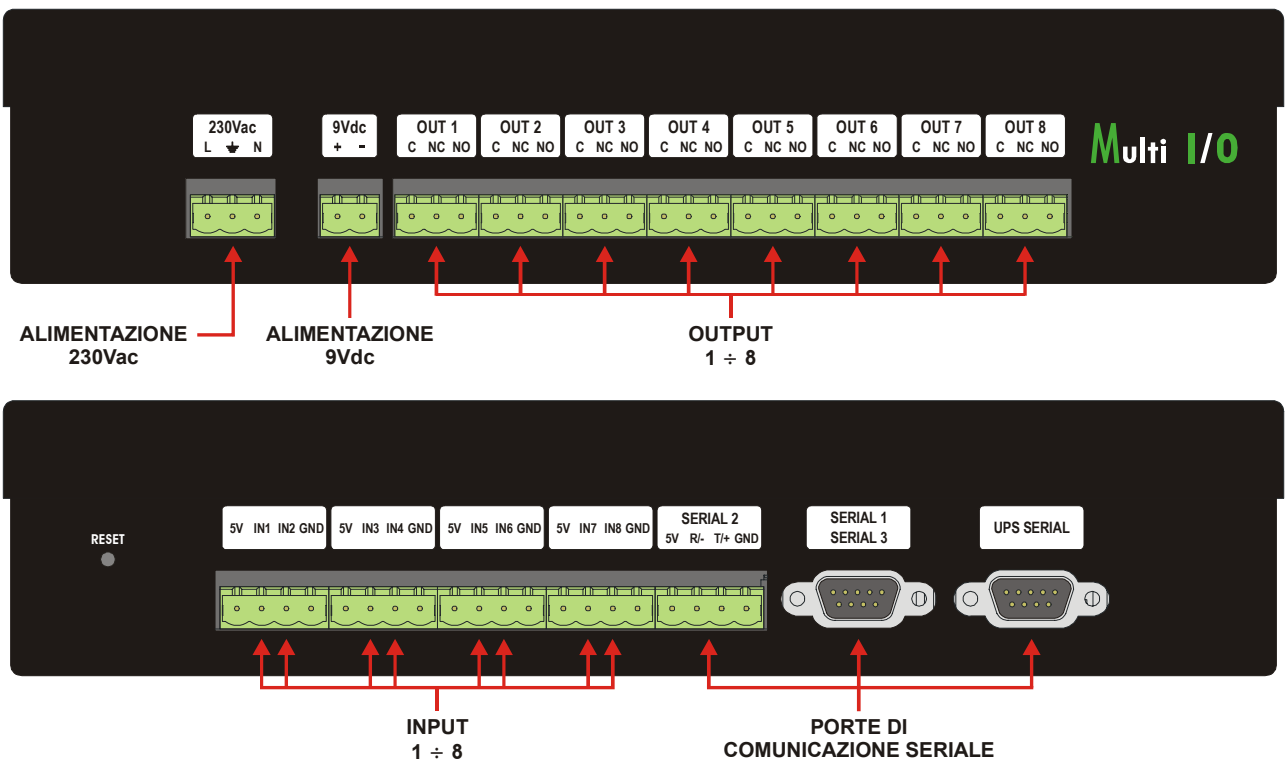 230Vac 9Vdc OUT 1 OUT 2 OUT 3 OUT 4 OUT 5 OUT 6 OUT 7 OUT 8
L N + - C NC NO C NC NO C NC NO C NC NO C NC NO C NC NO C NC NO C NC NO
Multi I/O
ALIMENTAZIONE
230Vac
ALIMENTAZIONE
9Vdc
OUTPUT
1 ÷ 8
RESET
5V IN1 IN2 GND
5V IN3 IN4 GND
5V IN5 IN6 GND
5V IN7 IN8 GND
SERIAL 2
5V R/- T/+ GND
SERIAL 1
SERIAL 3
UPS SERIAL
INPUT
1 ÷ 8
PORTE DI
COMUNICAZIONE SERIALE